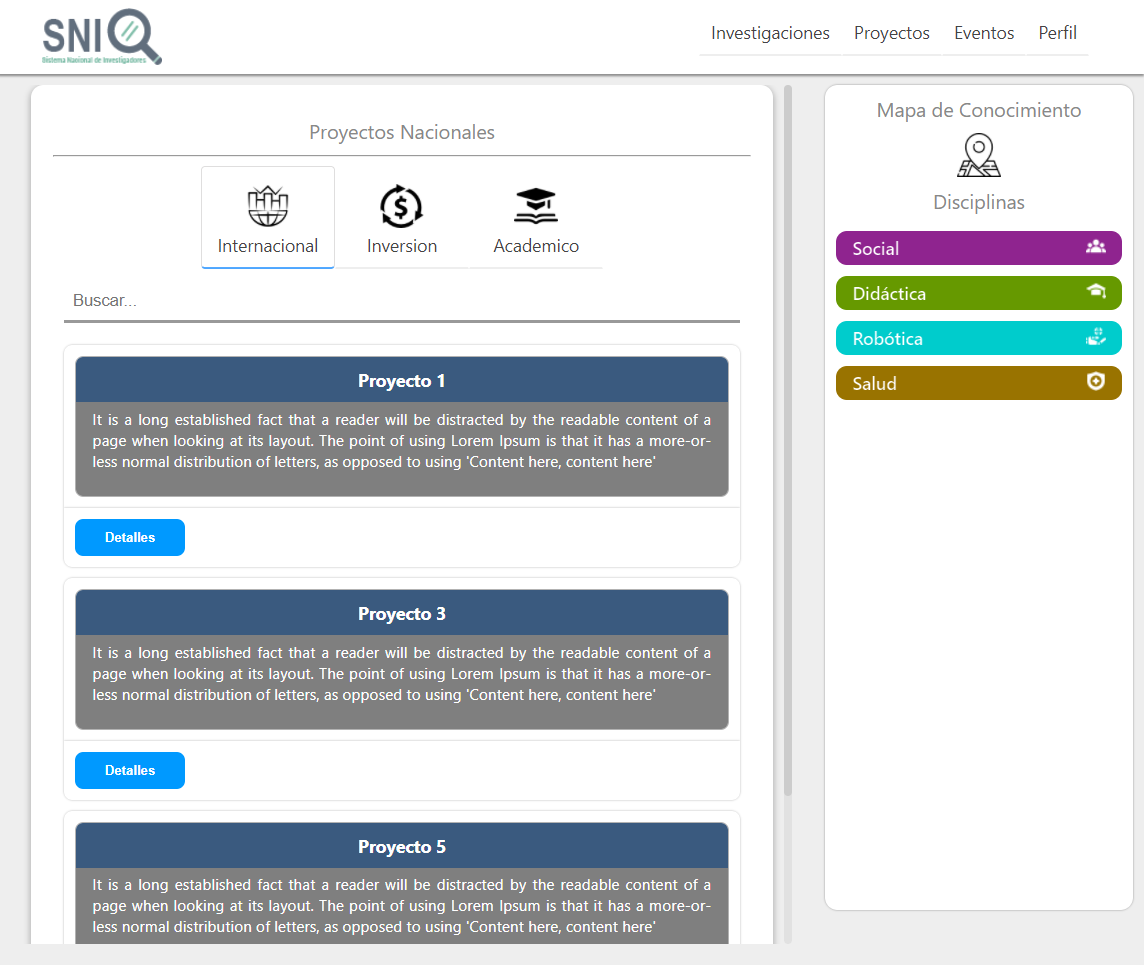 SNIQ
Sistema Nacional de Investigadores
Investigaciones Proyectos Eventos Perfil
Proyectos Nacionales
Internacional Inversion Academico
Buscar...
Proyecto 1
It is a long established fact that a reader will be distracted by the readable content of a
page when looking at its layout. The point of using Lorem Ipsum is that it has a more-or-
less normal distribution of letters, as opposed to using 'Content here, content here'
Detalles
Proyecto 3
It is a long established fact that a reader will be distracted by the readable content of a
page when looking at its layout. The point of using Lorem Ipsum is that it has a more-or-
less normal distribution of letters, as opposed to using 'Content here, content here'
Detalles
Proyecto 5
It is a long established fact that a reader will be distracted by the readable content of a
page when looking at its layout. The point of using Lorem Ipsum is that it has a more-or-
less normal distribution of letters, as opposed to using 'Content here, content here'
Mapa de Conocimiento
Disciplinas
Social
Didáctica
Robótica
Salud